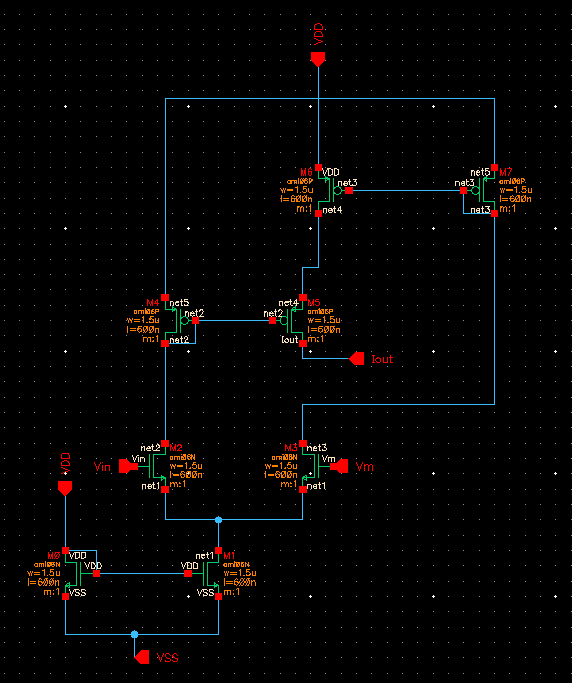 VDD
M6
VDD
ami06P
w=1.5u
l=600n
m:1
net3
net4
net5
M7
net3
ami06P
w=1.5u
l=600n
net3
m:1
M4
net5
ami06P
w=1.5u
l=600n
m:1
net2
net2
net4
M5
net2
ami06P
w=1.5u
l=600n
Iout
m:1
Iout
net2
M2
Vin
Vin
ami06N
w=1.5u
l=600n
net1
m:1
M3
net3
ami06N
w=1.5u
l=600n
m:1
Vm
Vm
net1
VDD
M0
VDD
ami06N
w=1.5u
l=600n
m:1
VDD
VSS
net1
M1
VDD
ami06N
w=1.5u
l=600n
VSS
m:1
VSS